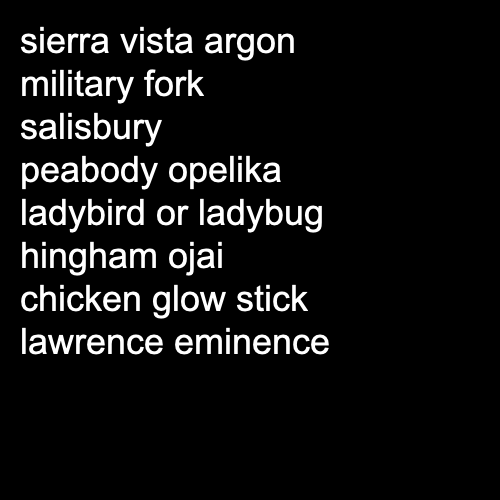 sierra vista argon
military fork
salisbury
peabody opelika
ladybird or ladybug
hingham ojai
chicken glow stick
lawrence eminence